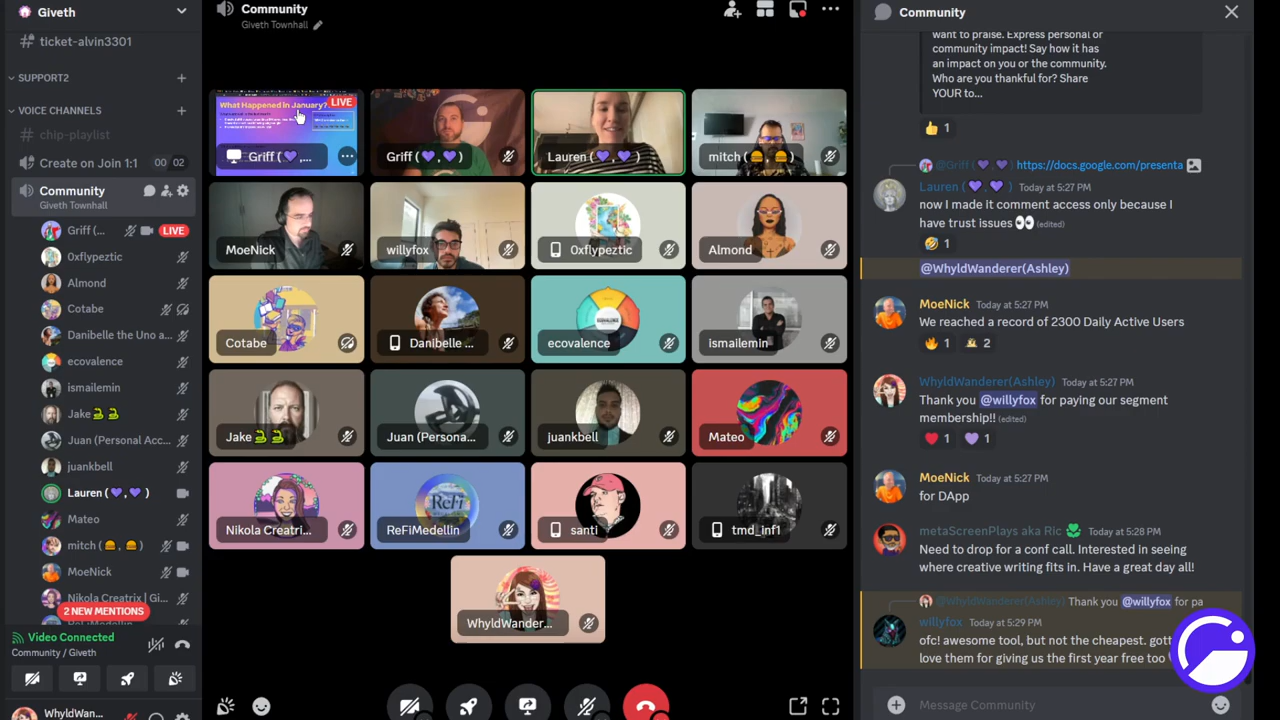 Giveth
ticket-alvin3301
SUPPORT2
VOICE CHANNELS
chip-playlist
Create on Join 1:1 00 02
Community
Giveth Townhall
Griff (💜... LIVE
0xflypeztic
Almond
Cotabe
Danibelle the Uno a...
ecovalence
ismailemin
Jake🐍🐍
Juan (Personal Acc...
juankbell
Lauren (💜,💜)
Mateo
mitch (🍔, 🍔)
MoeNick
Nikola Creatrix | Gi...
2 NEW MENTIONS
Video Connected
Community / Giveth
WhyldWan...
Community
Giveth Townhall
What Happened in January?
LIVE
Griff (💜,...
Griff (💜,💜)
Lauren (💜,💜)
mitch (🍔,🍔)
MoeNick
willyfox
0xflypeztic
Almond
Cotabe
Danibelle ...
ecovalence
ismailemin
Jake🐍🐍
Juan (Persona...
juankbell
Mateo
Nikola Creatri...
ReFiMedellin
santi
tmd_inf1
WhyldWander...
Community
want to praise. Express personal or
community impact! Say how it has
an impact on you or the community.
Who are you thankful for? Share
YOUR to...
👍 1
@Griff (💜,💜) https://docs.google.com/presenta
Lauren (💜,💜) Today at 5:27 PM
now I made it comment access only because I
have trust issues 👀 (edited)
🤣 1
@WhyldWanderer(Ashley)
MoeNick Today at 5:27 PM
We reached a record of 2300 Daily Active Users
🔥 1 2
WhyldWanderer(Ashley) Today at 5:27 PM
Thank you @willyfox for paying our segment
membership!! (edited)
❤️ 1 💜 1
MoeNick Today at 5:27 PM
for DApp
metaScreenPlays aka Ric Today at 5:28 PM
Need to drop for a conf call. Interested in seeing
where creative writing fits in. Have a great day all!
@WhyldWanderer(Ashley) Thank you @willyfox for pa
willyfox Today at 5:29 PM
ofc! awesome tool, but not the cheapest. gott
love them for giving us the first year free too
Message Community